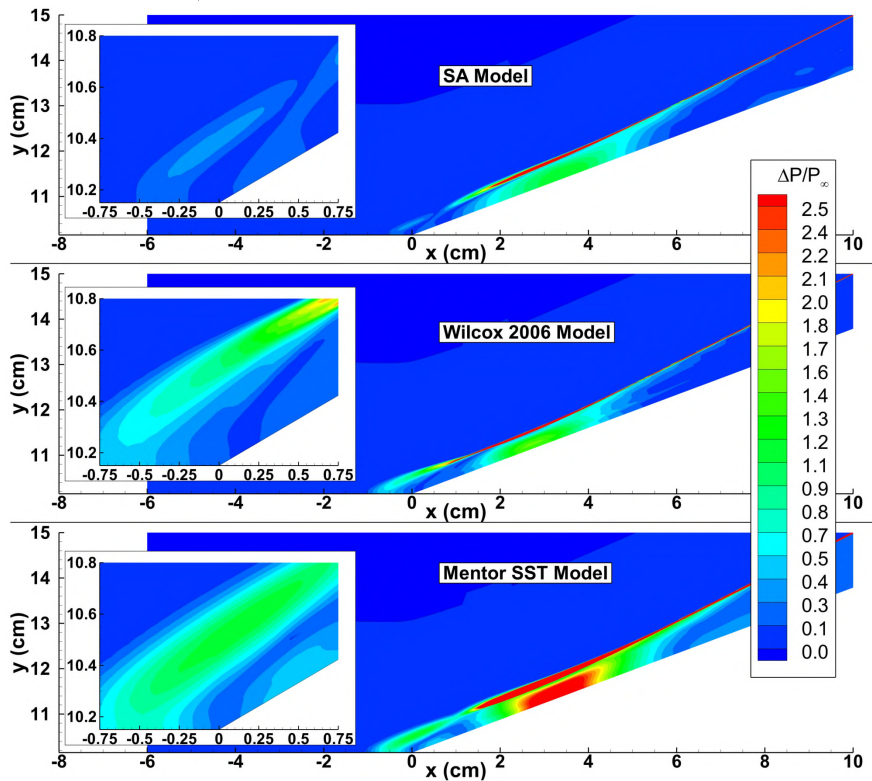 15
14
13
12
11
y (cm)
10.8
10.6
10.4
10.2
-0.75 -0.5 -0.25 0 0.25 0.5 0.75
SA Model
-8 -6 -4 -2 0 2 4 6 10
x (cm)
15
14
13
12
11
y (cm)
10.8
10.6
10.4
10.2
-0.75 -0.5 -0.25 0 0.25 0.5 0.75
Wilcox 2006 Model
-8 -6 -4 -2 0 2 4 6 10
x (cm)
15
14
13
12
11
y (cm)
10.8
10.6
10.4
10.2
-0.75 -0.5 -0.25 0 0.25 0.5 0.75
Mentor SST Model
-8 -6 -4 -2 0 2 4 6 8 10
x (cm)
ΔP/P∞
2.5
2.4
2.2
2.1
2.0
1.8
1.7
1.6
1.4
1.3
1.2
1.1
0.9
0.8
0.7
0.5
0.4
0.3
0.1
0.0